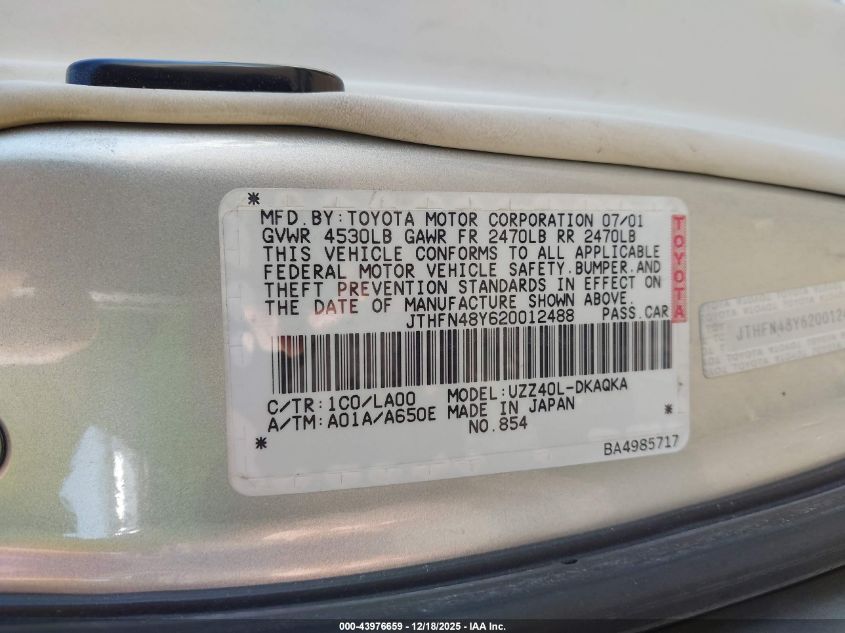 MFD.BY:TOYOTA MOTOR CORPORATION 07/01
GVWR 4530LB GAWR FR 2470LB RR 2470LB
THIS VEHICLE CONFORMS TO ALL APPLICABLE
FEDERAL MOTOR VEHICLE SAFETY,BUMPER,AND
THEFT PREVENTION STANDARDS IN EFFECT ON
THE DATE OF MANUFACTURE SHOWN ABOVE.
JTHFN48Y620012488 PASS.CAR
TOYOTA
C/TR:1C0/LA00 MODEL:UZZ40L-DKAQKA
A/TM:A01A/A650E MADE IN JAPAN
NO.854
BA4985717
JTHFN48Y62001248
000-43976659 - 12/18/2025 - IAA Inc.